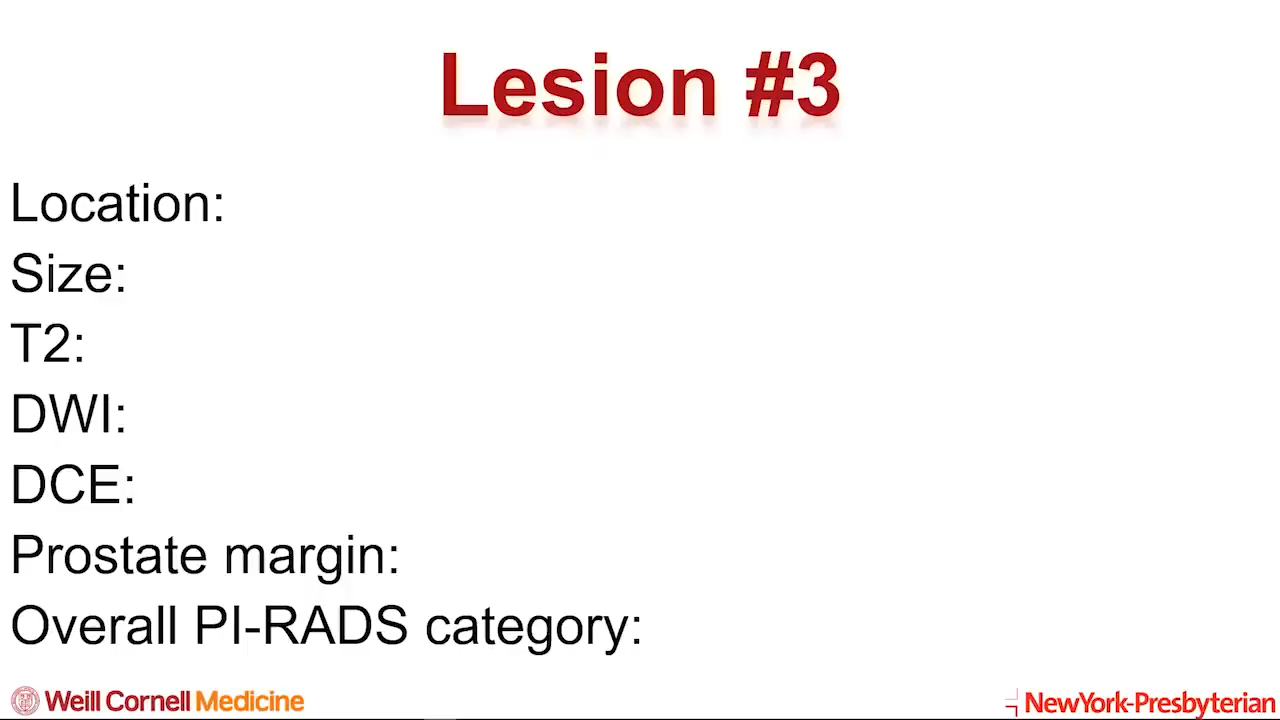 Lesion #3
Location:
Size:
T2:
DWI:
DCE:
Prostate margin:
Overall PI-RADS category:
Weill Cornell Medicine
NewYork-Presbyterian